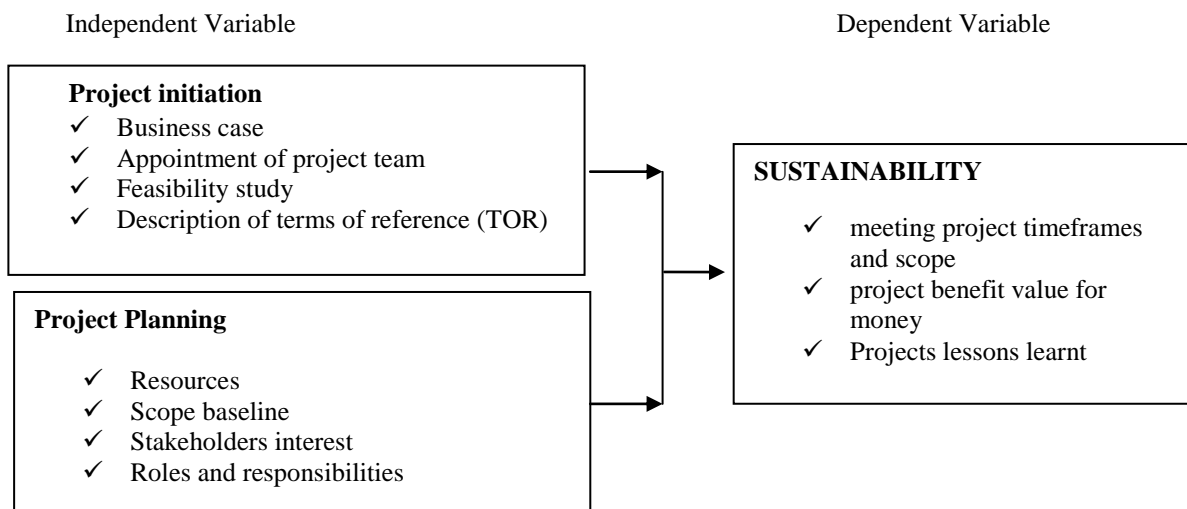 Independent Variable
Dependent Variable
Project initiation
✓ Business case
✓ Appointment of project team
✓ Feasibility study
✓ Description of terms of reference (TOR)
Project Planning
✓ Resources
✓ Scope baseline
✓ Stakeholders interest
✓ Roles and responsibilities
SUSTAINABILITY
✓ meeting project timeframes
and scope
✓ project benefit value for
money
✓ Projects lessons learnt